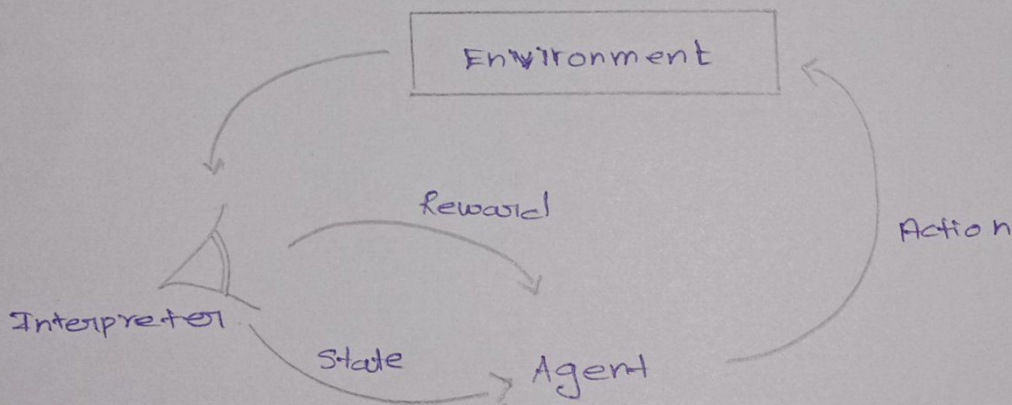 Environment
Reward
Action
Interpreter
State
Agent